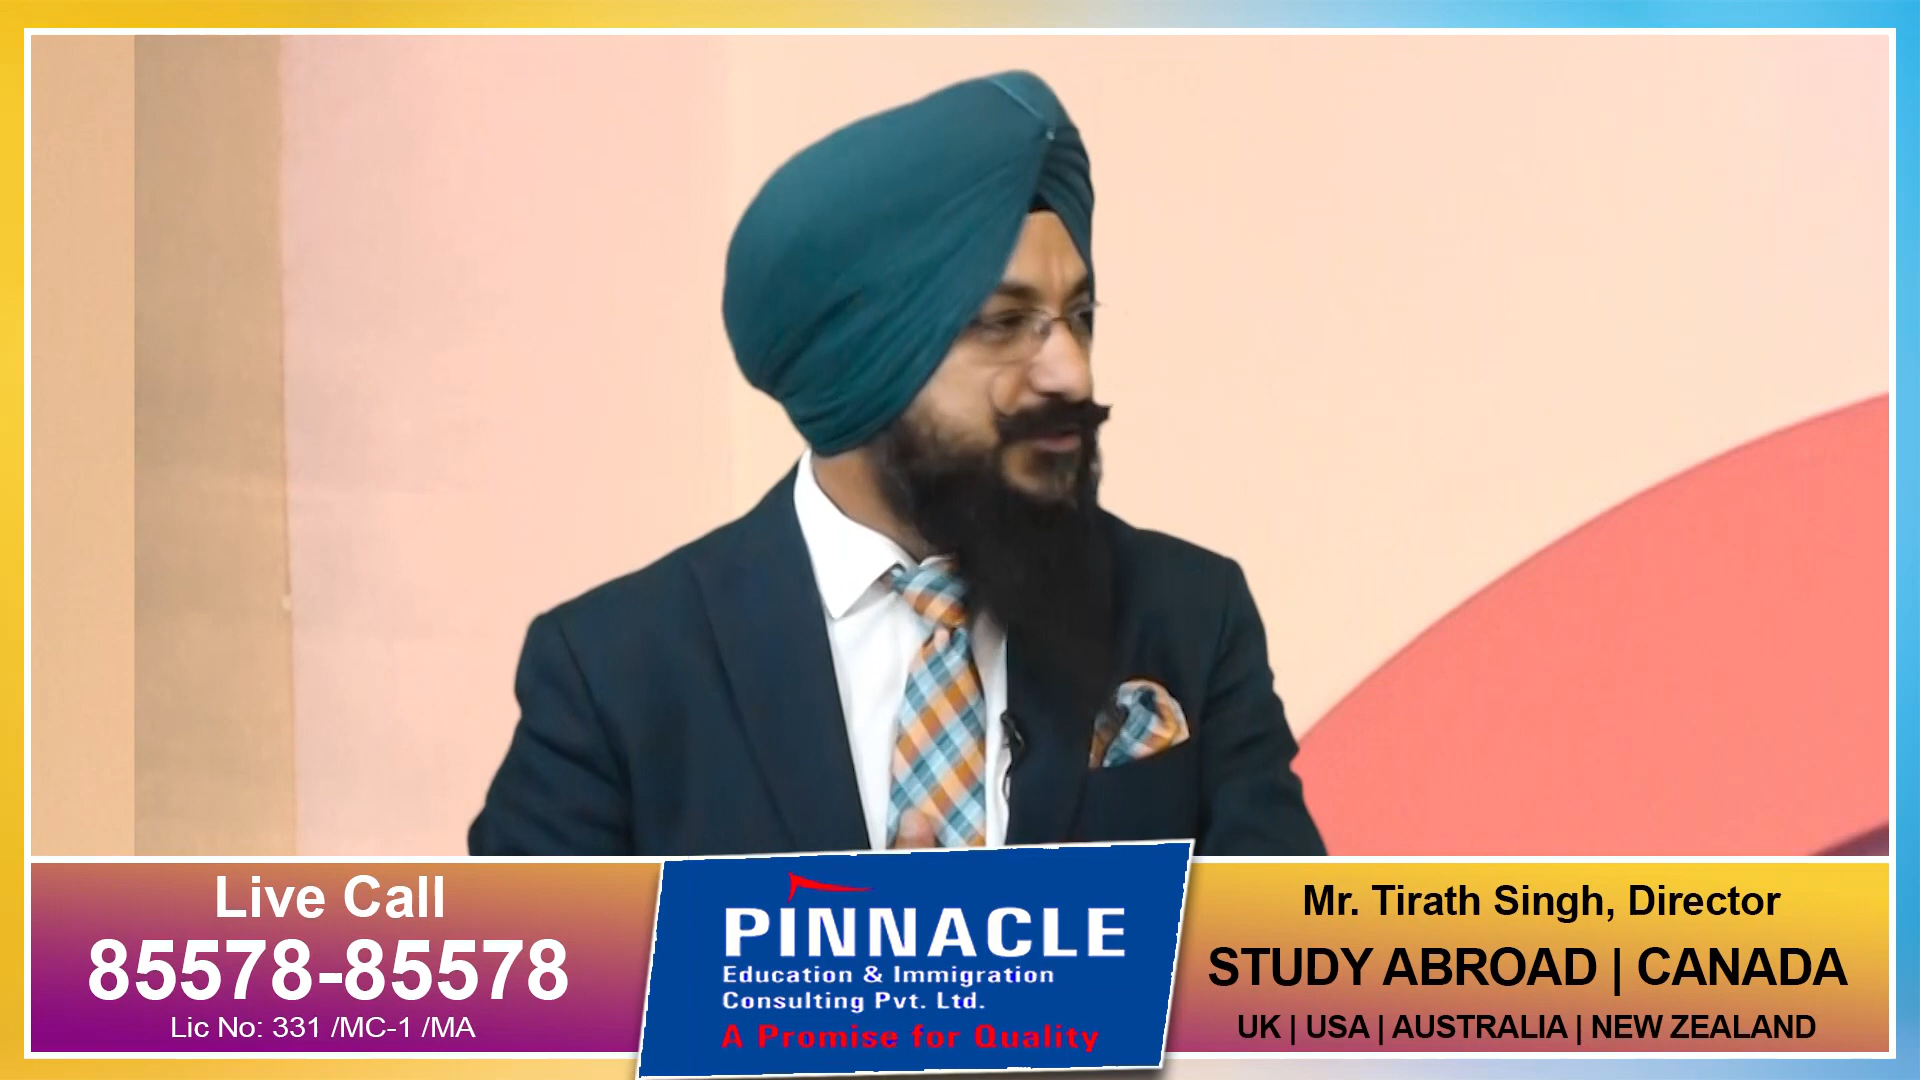 Live Call
85578-85578
Lic No: 331 /MC-1 /MA
PINNACLE
Education & Immigration
Consulting Pvt. Ltd.
A Promise for Quality
Mr. Tirath Singh, Director
STUDY ABROAD | CANADA
UK | USA | AUSTRALIA | NEW ZEALAND